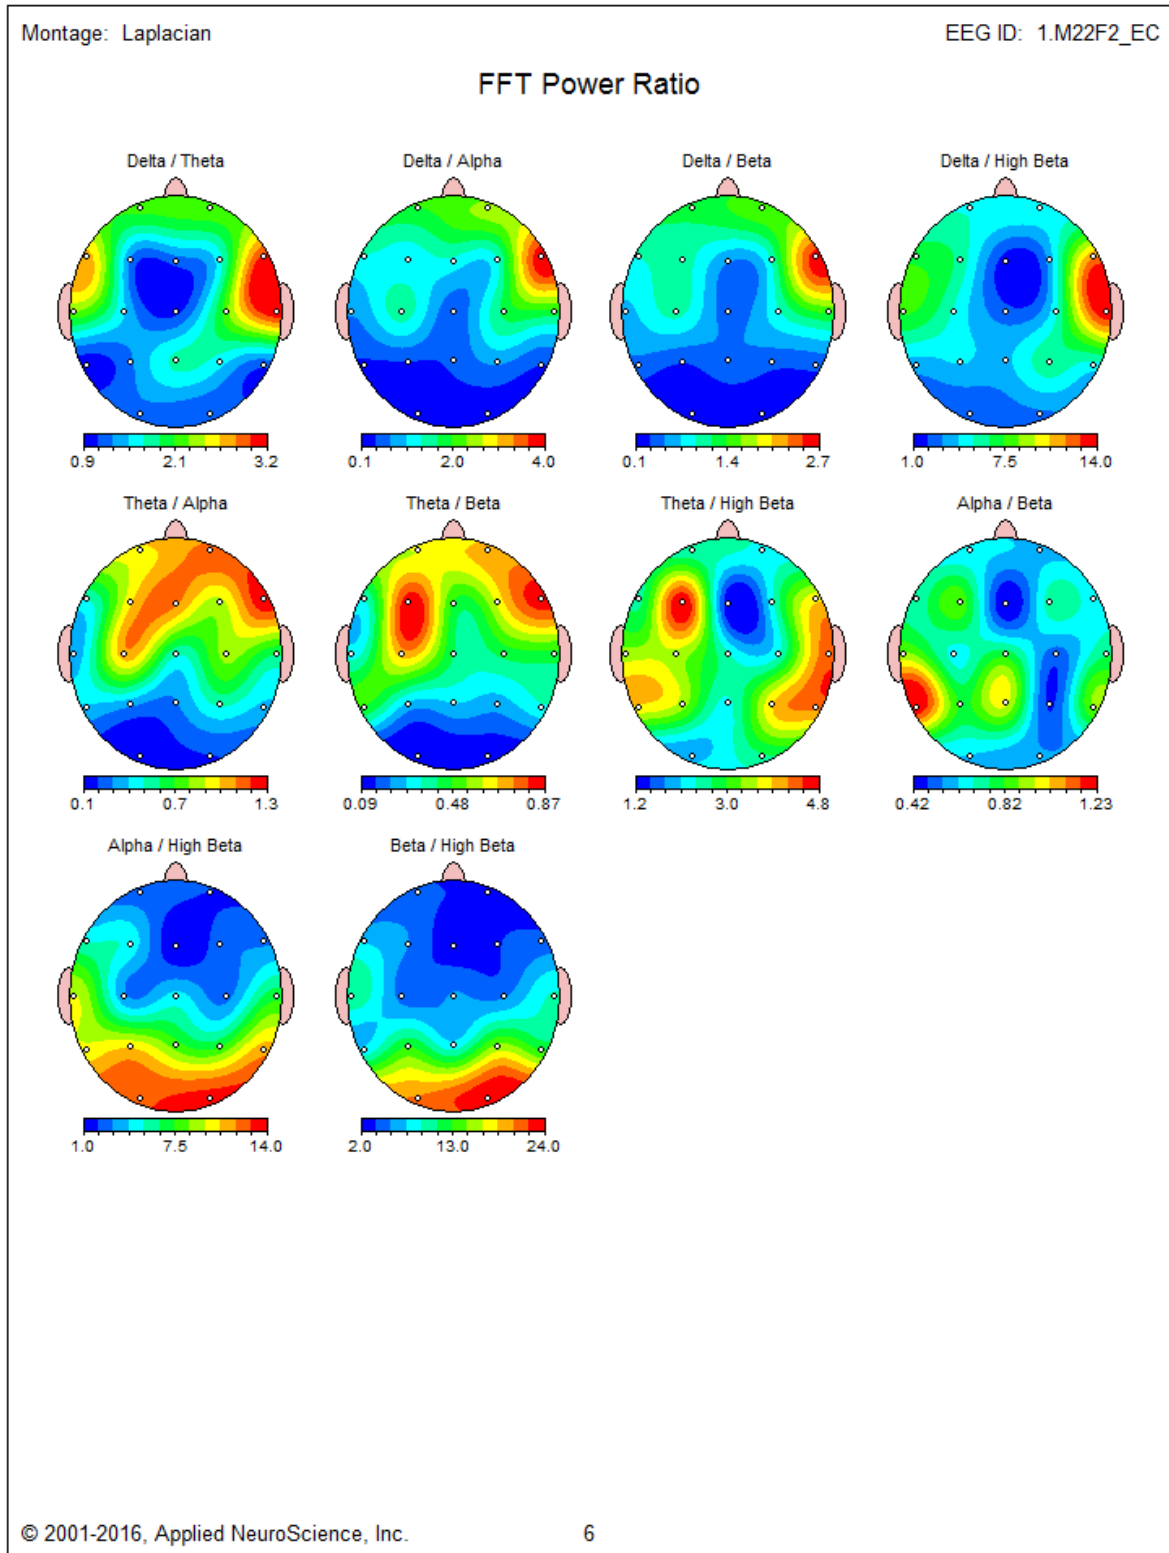 Montage: Laplacian EEG ID: 1.M22F2_EC
FFT Power Ratio
Delta / Theta Delta / Alpha Delta / Beta Delta / High Beta
0.9 2.1 3.2 0.1 2.0 4.0 0.1 1.4 2.7 1.0 7.5 14.0
Theta / Alpha Theta / Beta Theta / High Beta Alpha / Beta
0.1 0.7 1.3 0.09 0.48 0.87 1.2 3.0 4.8 0.42 0.82 1.23
Alpha / High Beta Beta / High Beta
1.0 7.5 14.0 2.0 13.0 24.0
© 2001-2016, Applied NeuroScience, Inc. 6